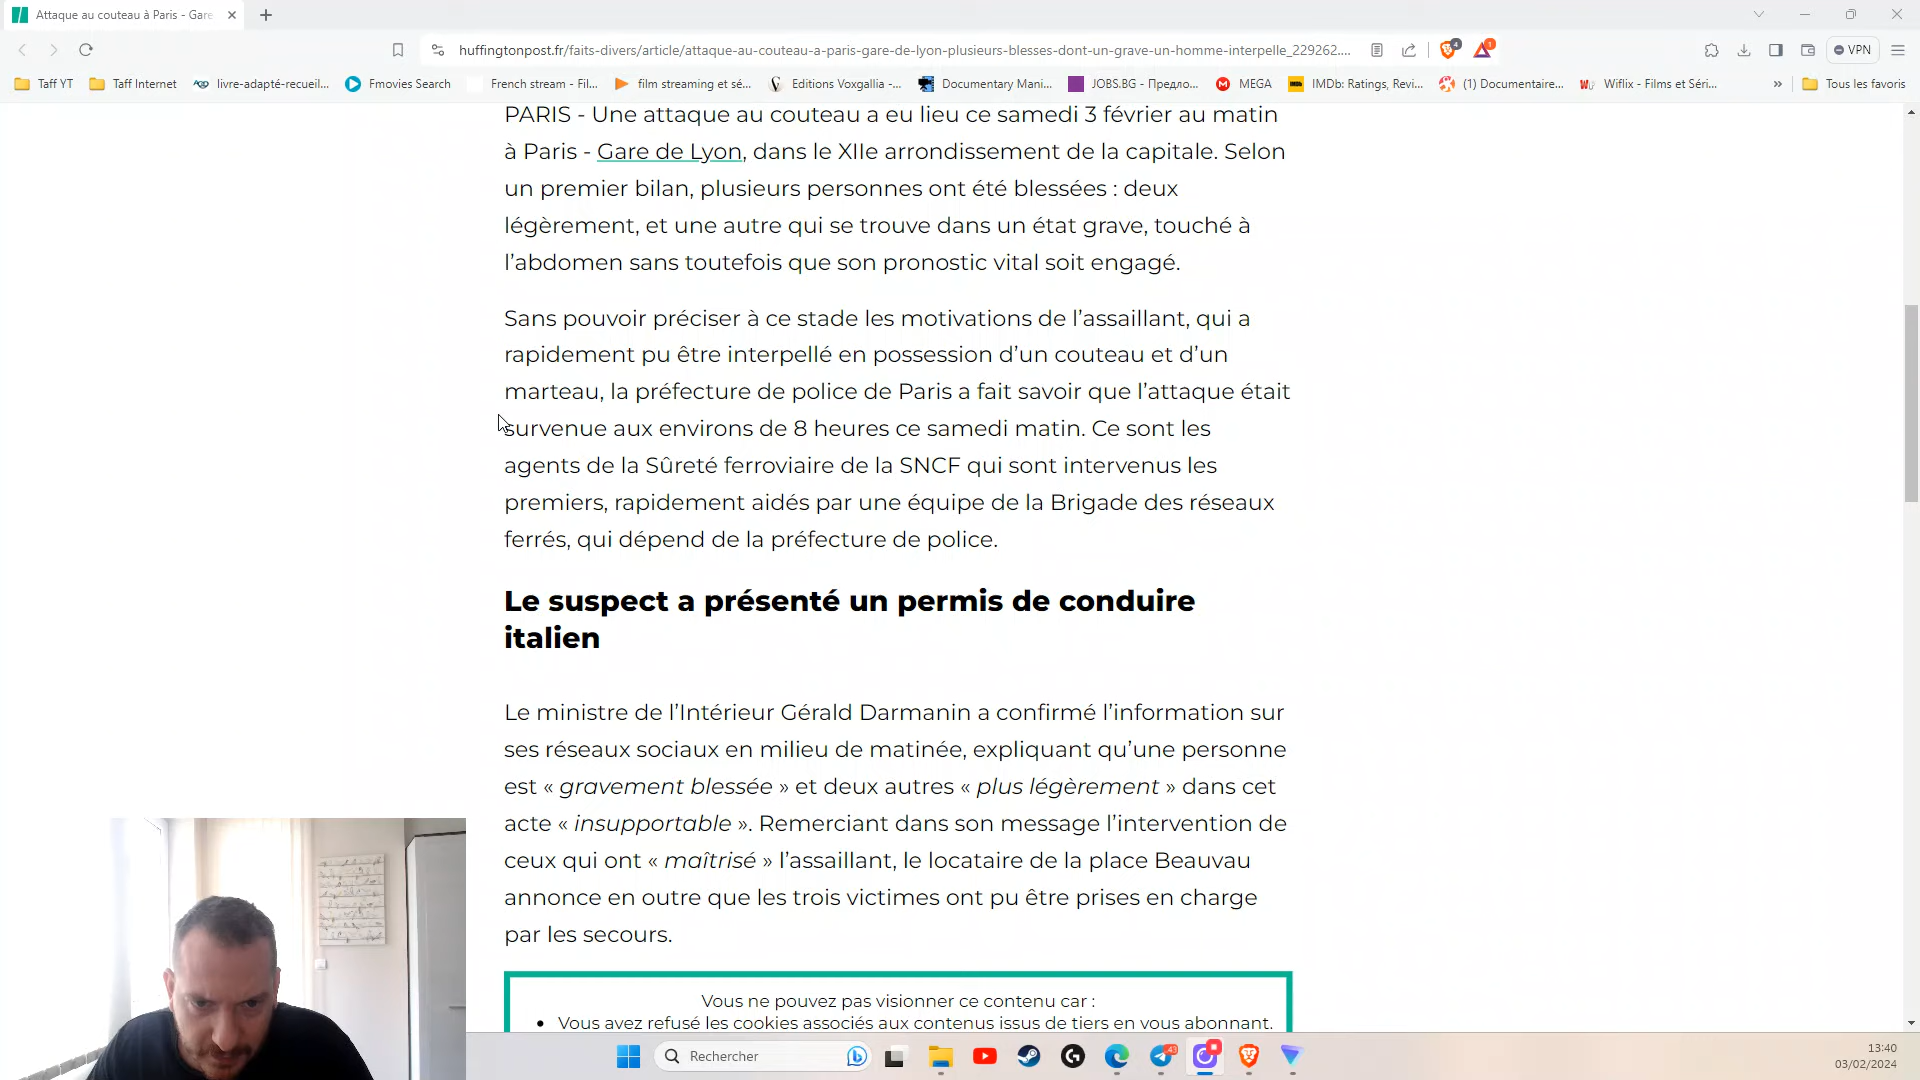 Attaque au couteau à Paris - Gare
huffingtonpost.fr/faits-divers/article/attaque-au-couteau-a-paris-gare-de-lyon-plusieurs-blesses-dont-un-grave-un-homme-interpelle_229262....
4
1
VPN
Taff YT
Taff Internet
livre-adapté-recueil...
Fmovies Search
French stream - Fil...
film streaming et sé...
Editions Voxgallia -...
Documentary Mani...
JOBS.BG - Предло...
MEGA
IMDb: Ratings, Revi...
(1) Documentaire...
Wiflix - Films et Séri...
»
Tous les favoris
PARIS - Une attaque au couteau a eu lieu ce samedi 3 février au matin
à Paris - Gare de Lyon, dans le XIIe arrondissement de la capitale. Selon
un premier bilan, plusieurs personnes ont été blessées : deux
légèrement, et une autre qui se trouve dans un état grave, touché à
l’abdomen sans toutefois que son pronostic vital soit engagé.
Sans pouvoir préciser à ce stade les motivations de l’assaillant, qui a
rapidement pu être interpellé en possession d’un couteau et d’un
marteau, la préfecture de police de Paris a fait savoir que l’attaque était
survenue aux environs de 8 heures ce samedi matin. Ce sont les
agents de la Sûreté ferroviaire de la SNCF qui sont intervenus les
premiers, rapidement aidés par une équipe de la Brigade des réseaux
ferrés, qui dépend de la préfecture de police.
Le suspect a présenté un permis de conduire
italien
Le ministre de l’Intérieur Gérald Darmanin a confirmé l’information sur
ses réseaux sociaux en milieu de matinée, expliquant qu’une personne
est « gravement blessée » et deux autres « plus légèrement » dans cet
acte « insupportable ». Remerciant dans son message l’intervention de
ceux qui ont « maîtrisé » l’assaillant, le locataire de la place Beauvau
annonce en outre que les trois victimes ont pu être prises en charge
par les secours.
Vous ne pouvez pas visionner ce contenu car :
• Vous avez refusé les cookies associés aux contenus issus de tiers en vous abonnant.
Rechercher
13:40
03/02/2024